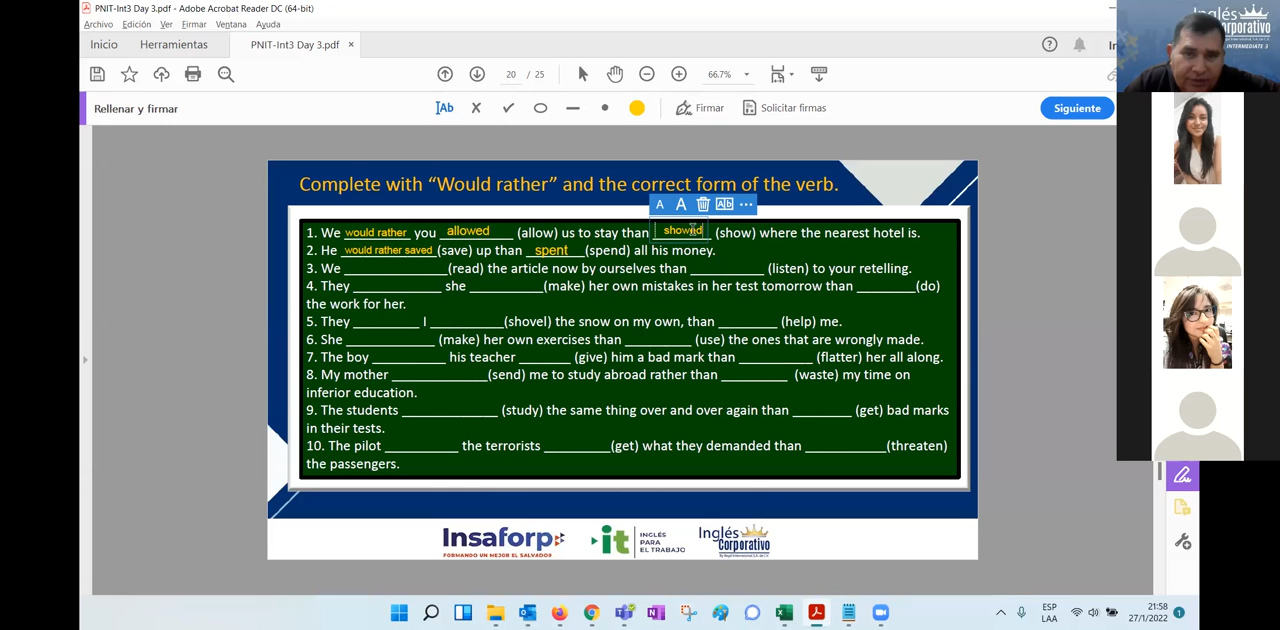 PNIT-Int3 Day 3.pdf - Adobe Acrobat Reader DC (64-bit)
Archivo Edición Ver Firmar Ventana Ayuda
Inicio Herramientas PNIT-Int3 Day 3.pdf ×
20 / 25 66.7%
Rellenar y firmar Ab Firmar Solicitar firmas Siguiente
Inglés
Corporativo
INTERMEDIATE 3
Complete with “Would rather” and the correct form of the verb.
A A Ab ...
1. We would rather you allowed (allow) us to stay than showed (show) where the nearest hotel is.
2. He would rather saved (save) up than spent (spend) all his money.
3. We ______________(read) the article now by ourselves than __________ (listen) to your retelling.
4. They ____________ she __________(make) her own mistakes in her test tomorrow than ________(do)
the work for her.
5. They _________ I __________(shovel) the snow on my own, than ________ (help) me.
6. She ____________ (make) her own exercises than _________ (use) the ones that are wrongly made.
7. The boy __________ his teacher _______ (give) him a bad mark than __________ (flatter) her all along.
8. My mother _____________(send) me to study abroad rather than _________ (waste) my time on
inferior education.
9. The students _____________ (study) the same thing over and over again than ________ (get) bad marks
in their tests.
10. The pilot __________ the terrorists _________(get) what they demanded than ___________(threaten)
the passengers.
Insaforp
FORMANDO UN MEJOR EL SALVADOR
it INGLÉS
PARA
EL TRABAJO
Inglés
Corporativo
ESP
LAA
21:58
27/1/2022
1